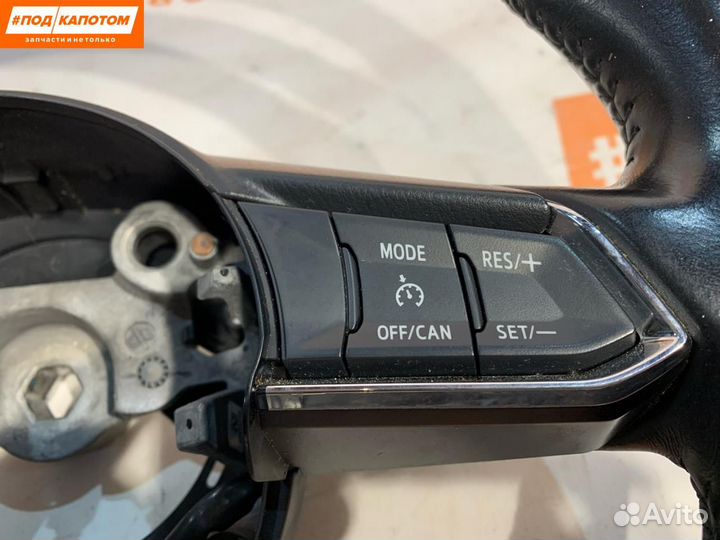 #ПОД КАПОТОМ
запчасти и не только
MODE
RES/+
OFF/CAN
SET/—
Avito